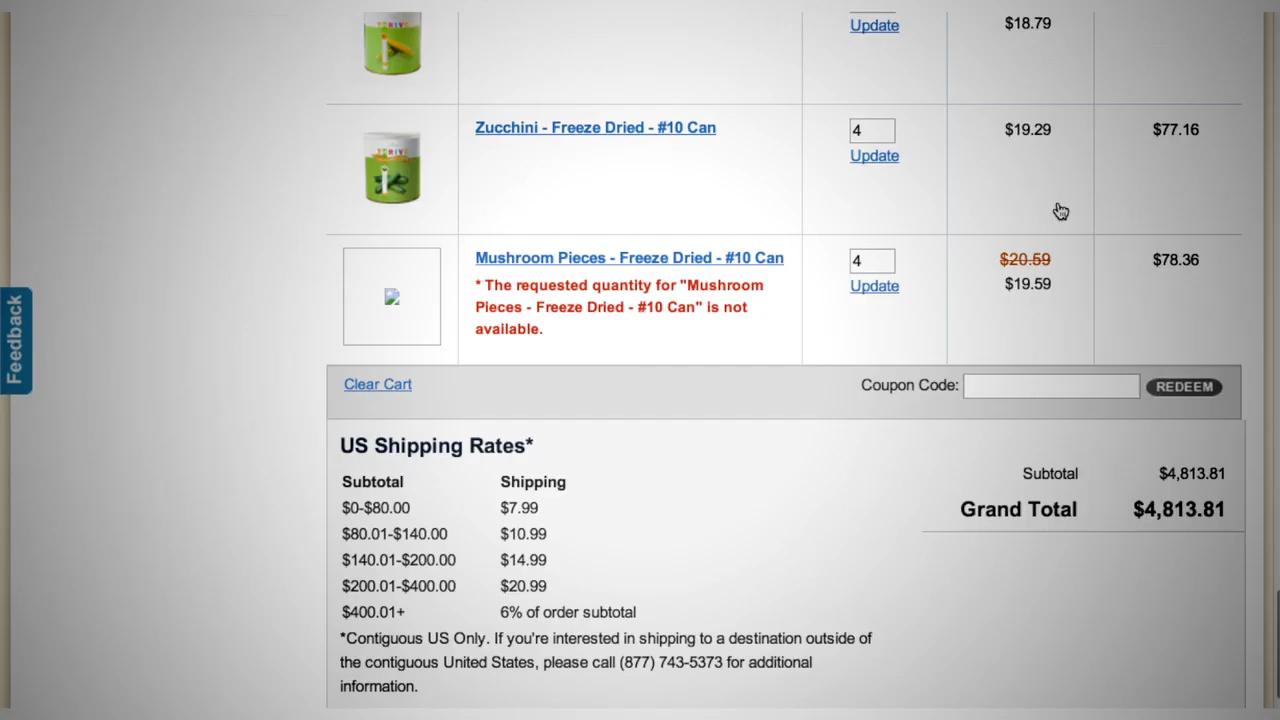 THRIVE
Update
$18.79
THRIVE
Zucchini - Freeze Dried - #10 Can
4
Update
$19.29
$77.16
Mushroom Pieces - Freeze Dried - #10 Can
* The requested quantity for "Mushroom
Pieces - Freeze Dried - #10 Can" is not
available.
4
Update
$20.59
$19.59
$78.36
Feedback
Clear Cart
Coupon Code:
REDEEM
US Shipping Rates*
Subtotal Shipping
$0-$80.00 $7.99
$80.01-$140.00 $10.99
$140.01-$200.00 $14.99
$200.01-$400.00 $20.99
$400.01+ 6% of order subtotal
*Contiguous US Only. If you're interested in shipping to a destination outside of
the contiguous United States, please call (877) 743-5373 for additional
information.
Subtotal $4,813.81
Grand Total $4,813.81